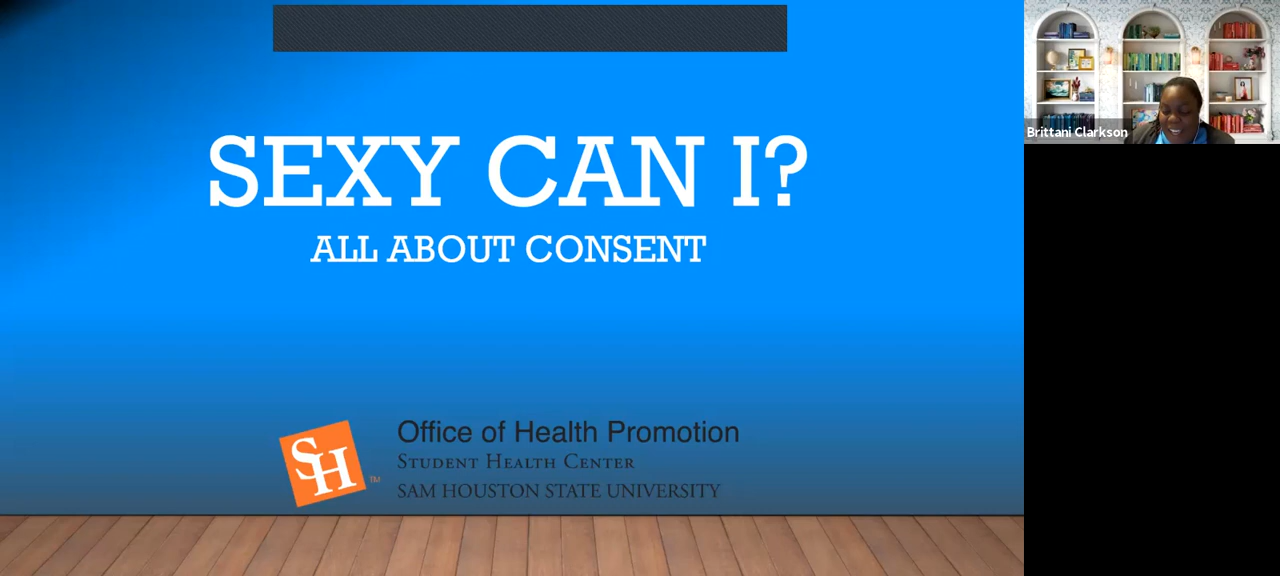 SEXY CAN I?
ALL ABOUT CONSENT
SH
TM
Office of Health Promotion
STUDENT HEALTH CENTER
SAM HOUSTON STATE UNIVERSITY
Brittani Clarkson